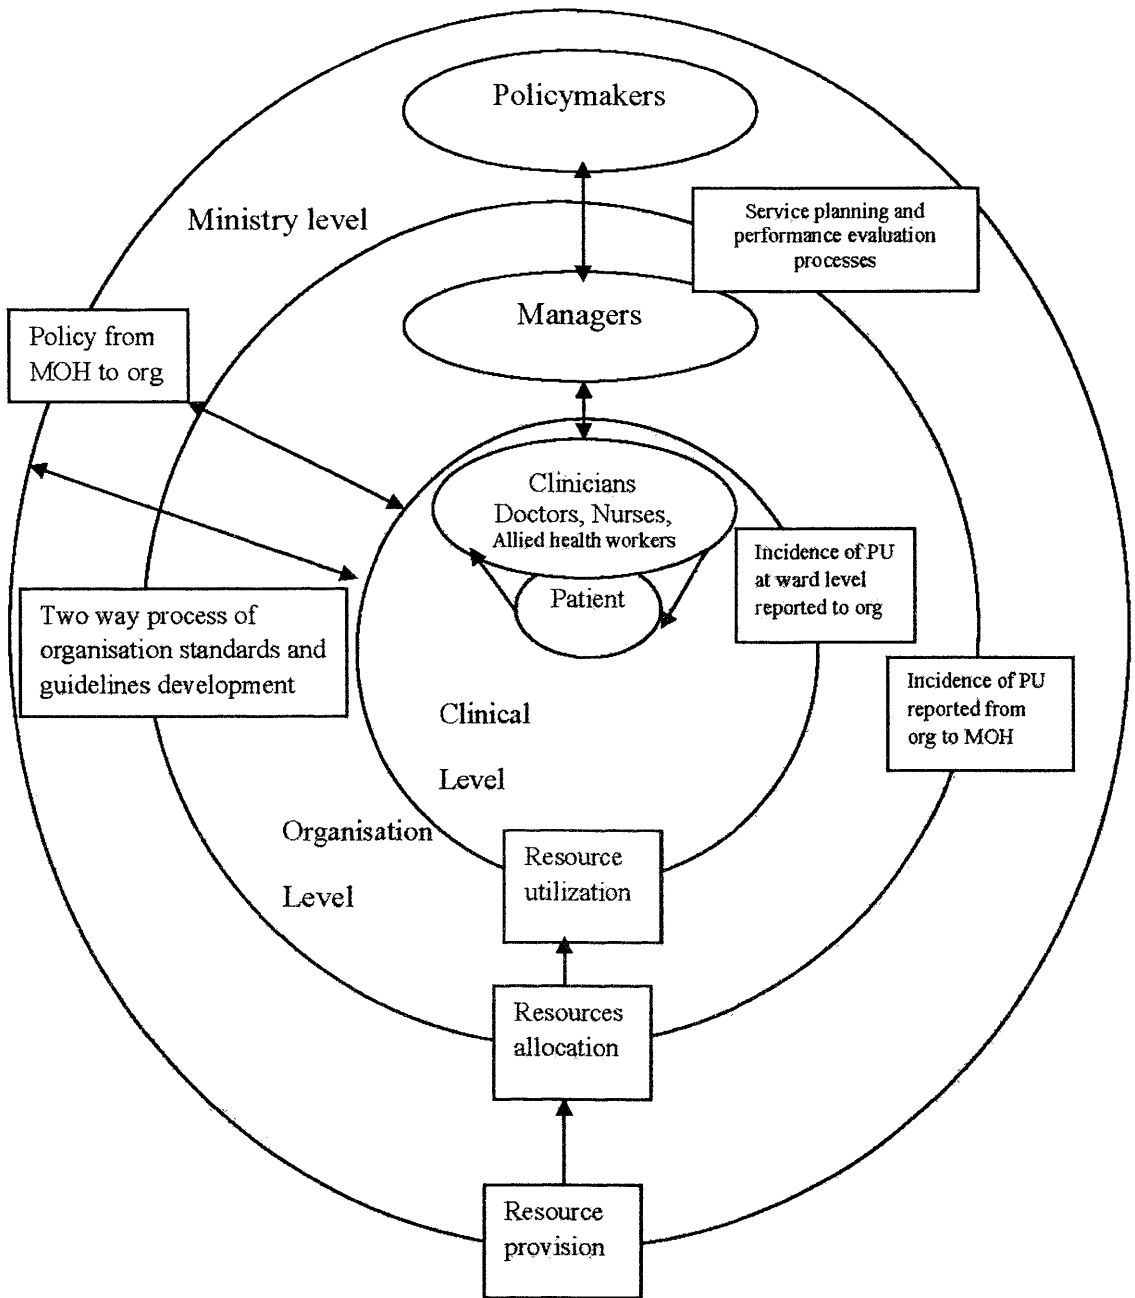 Policymakers
Ministry level
Service planning and
performance evaluation
processes
Managers
Policy from
MOH to org
Clinicians
Doctors, Nurses,
Allied health workers
Patient
Incidence of PU
at ward level
reported to org
Two way process of
organisation standards and
guidelines development
Incidence of PU
reported from
org to MOH
Clinical
Level
Organisation
Level
Resource
utilization
Resources
allocation
Resource
provision